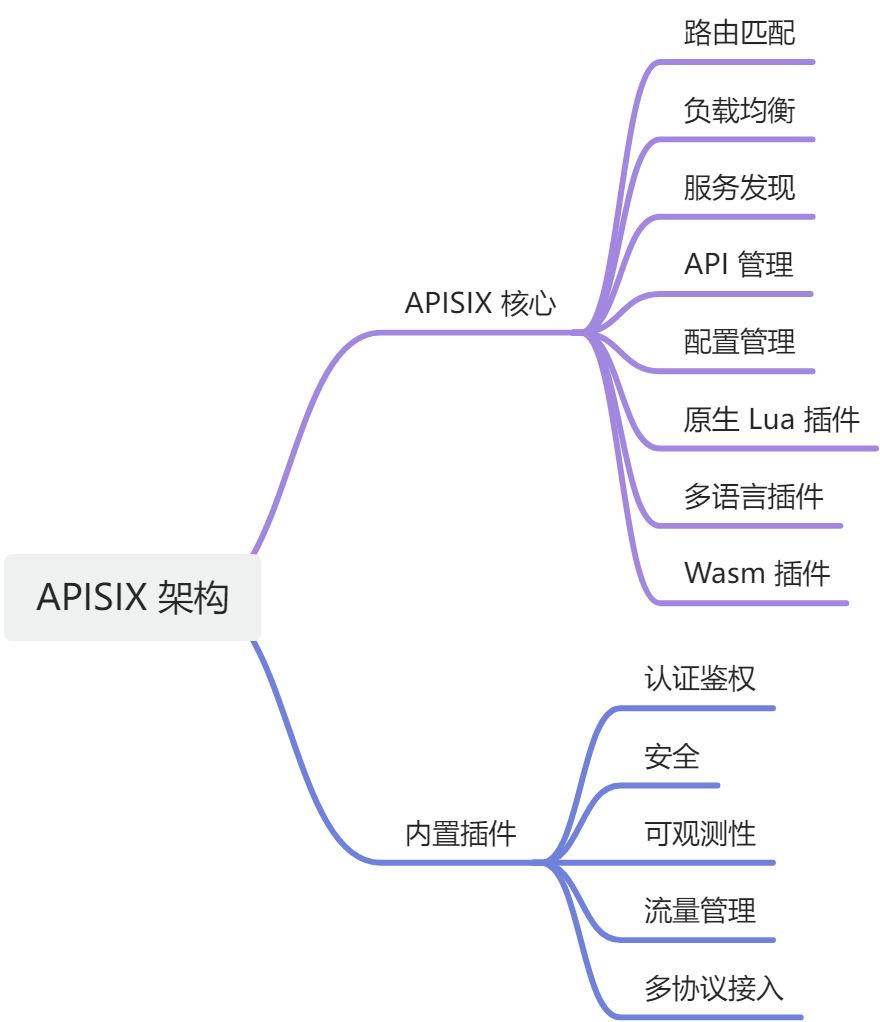 APISIX 架构
APISIX 核心
路由匹配
负载均衡
服务发现
API 管理
配置管理
原生 Lua 插件
多语言插件
Wasm 插件
内置插件
认证鉴权
安全
可观测性
流量管理
多协议接入